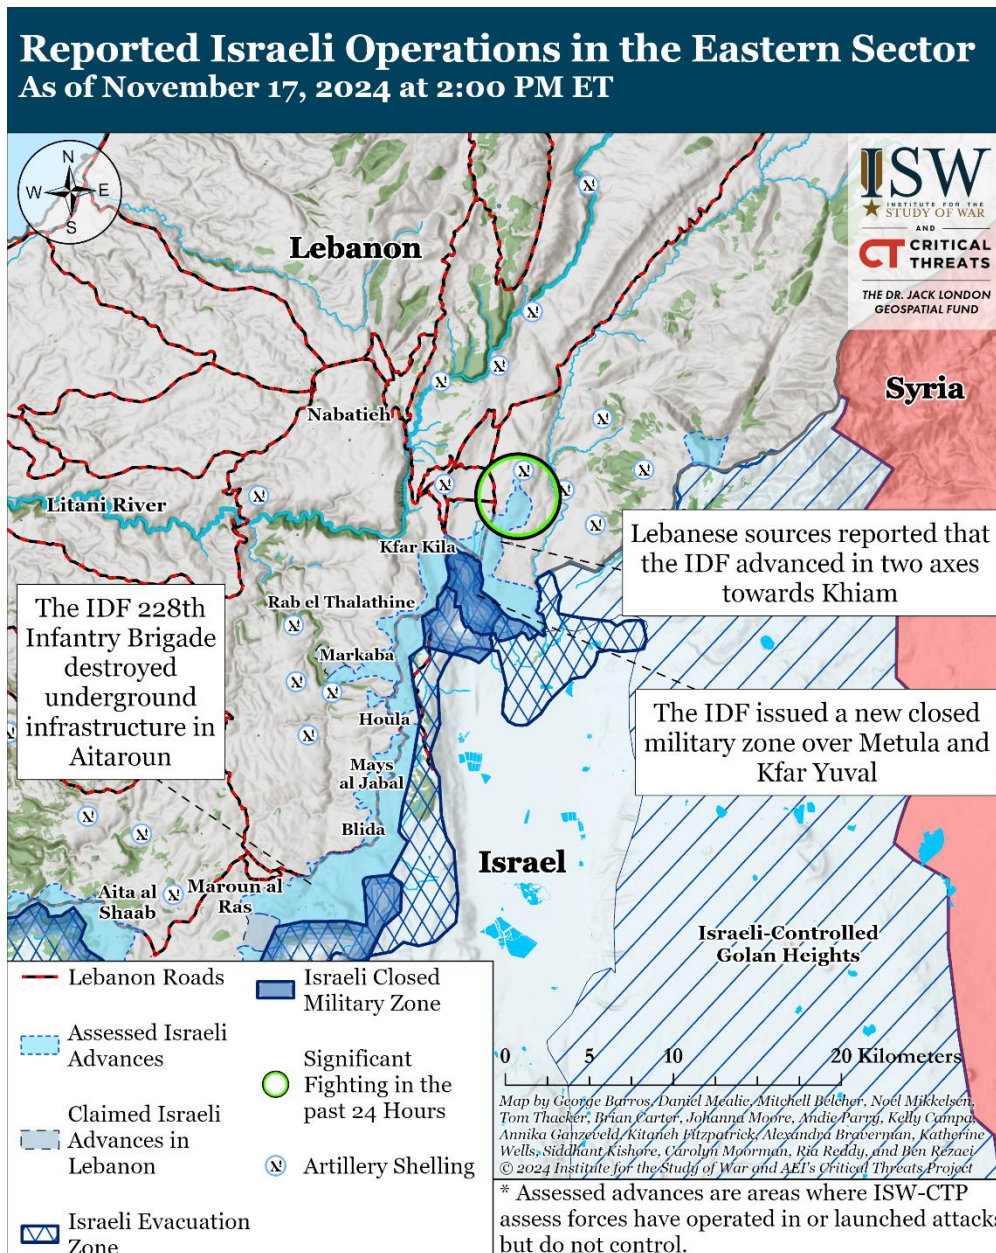 Reported Israeli Operations in the Eastern Sector
As of November 17, 2024 at 2:00 PM ET
N
W
E
S
ISW
INSTITUTE FOR THE
STUDY OF WAR
AND
CT CRITICAL
THREATS
THE DR. JACK LONDON
GEOSPATIAL FUND
Lebanon
Syria
Nabatieh
Litani River
Kfar Kila
Lebanese sources reported that
the IDF advanced in two axes
towards Khiam
The IDF 228th
Infantry Brigade
destroyed
underground
infrastructure in
Aitaroun
Rab el Thalathine
Markaba
Houla
The IDF issued a new closed
military zone over Metula and
Kfar Yuval
Mays
al Jabal
Blida
Israel
Aita al
Shaab
Maroun al
Ras
Israeli-Controlled
Golan Heights
Lebanon Roads
Assessed Israeli
Advances
Claimed Israeli
Advances in
Lebanon
Israeli Evacuation
Zone
Israeli Closed
Military Zone
Significant
Fighting in the
past 24 Hours
Artillery Shelling
0 5 10 20 Kilometers
Map by George Barros, Daniel Mealie, Mitchell Belcher, Noel Mikkelsen,
Tom Thacker, Brian Carter, Johanna Moore, Andie Parry, Kelly Campa,
Annika Ganzeveld, Kitaneh Fitzpatrick, Alexandra Braverman, Katherine
Wells, Siddhant Kishore, Carolyn Moorman, Ria Reddy, and Ben Rezaei
© 2024 Institute for the Study of War and AEI's Critical Threats Project
* Assessed advances are areas where ISW-CTP
assess forces have operated in or launched attacks
but do not control.